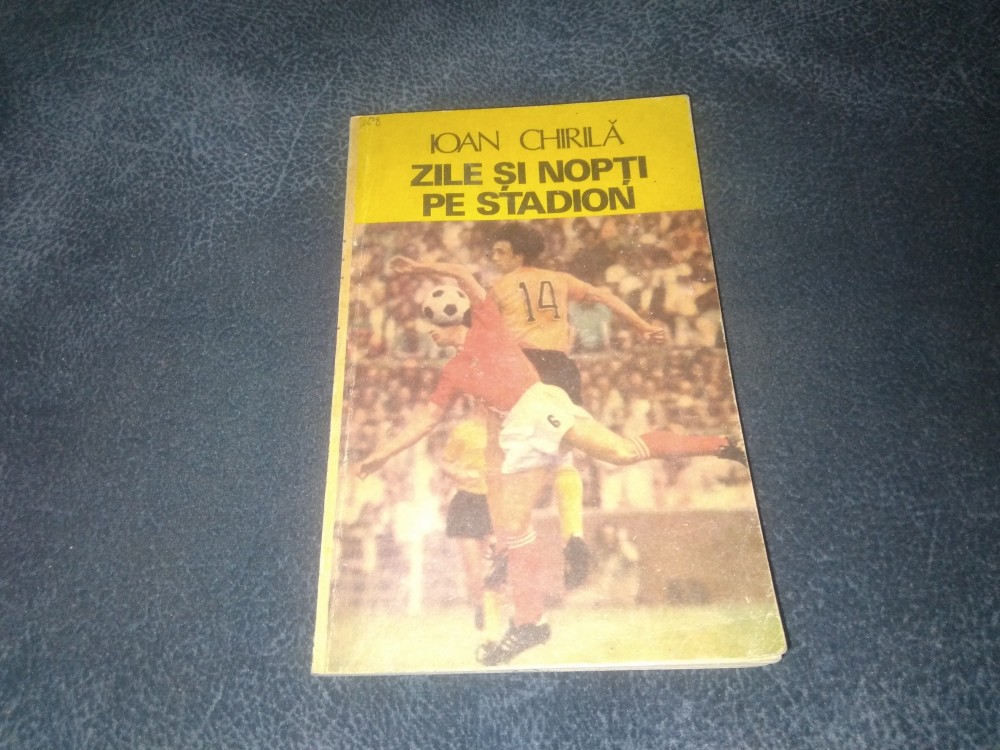 IOAN CHIRILĂ
ZILE ȘI NOPȚI
PE STADION
14
6